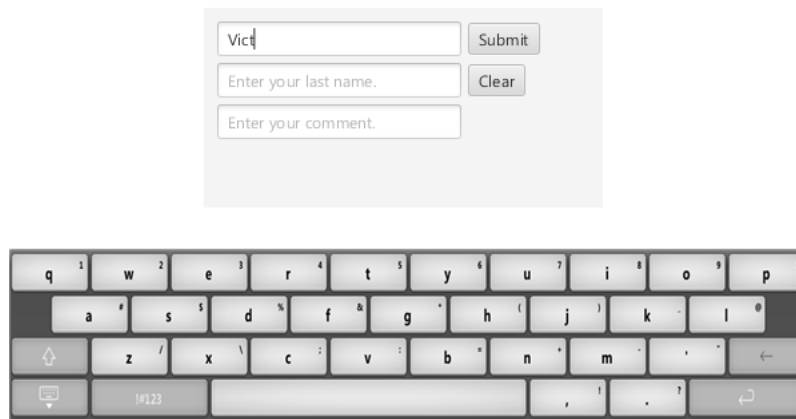 Vict Submit
Enter your last name. Clear
Enter your comment.
q 1 w 2 e 3 r 4 t 5 y 6 u 7 i 8 o 9 p
a # s $ d % f & g * h ( j ) k - l @
z / x \ c ; v : b = n + m - '
!#123 , ! . ?